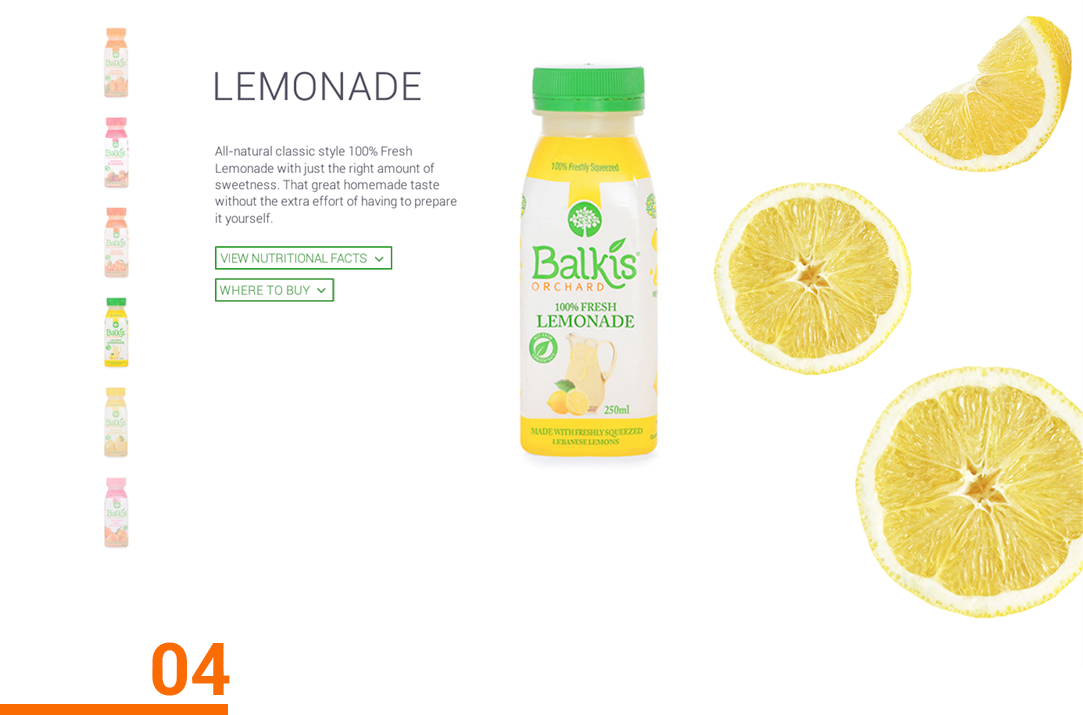 LEMONADE
All-natural classic style 100% Fresh
Lemonade with just the right amount of
sweetness. That great homemade taste
without the extra effort of having to prepare
it yourself.
VIEW NUTRITIONAL FACTS
WHERE TO BUY
100% Freshly Squeezed
Balkis
ORCHARD
100% FRESH
LEMONADE
250ml
MADE WITH FRESHLY SQUEEZED
LEBANESE LEMONS
04